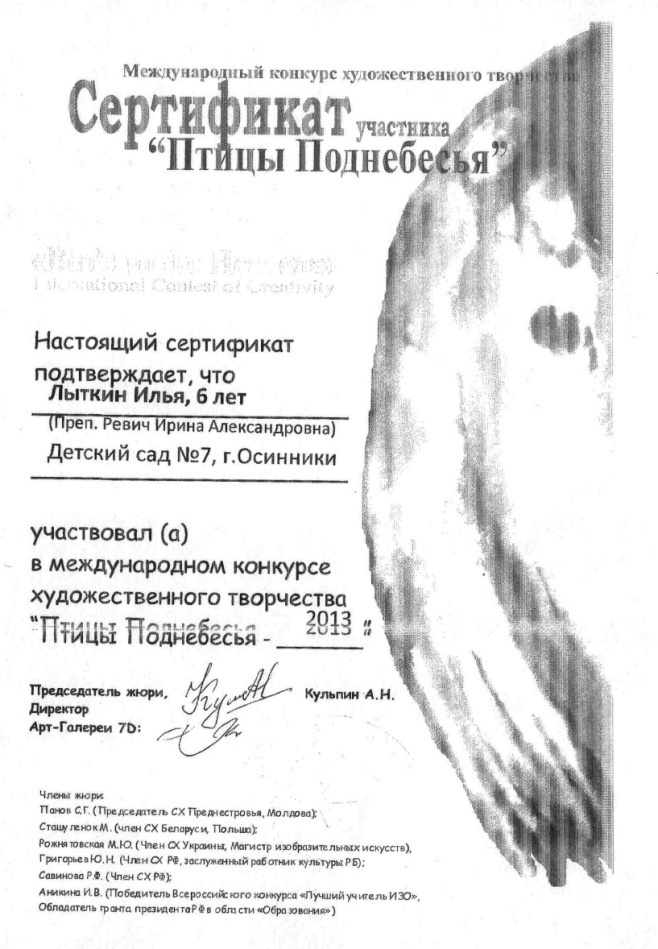 Международный конкурс художественного творчества
Сертификат участника
“Птицы Поднебесья”
International Contest of Creativity
Настоящий сертификат
подтверждает, что
Лыткин Илья, 6 лет
(Преп. Ревич Ирина Александровна)
Детский сад №7, г.Осинники
участвовал (а)
в международном конкурсе
художественного творчества
“Птицы Поднебесья - 2013 “
Председатель жюри,
Кульпин А.Н.
Директор
Арт-Галереи 7D:
Члены жюри:
Панов С.Г. (Председатель СХ Приднестровья, Молдова);
Сташуленок М. (член СХ Беларуси, Польша);
Рожнятовская М.Ю. (Член СХ Украины, Магистр изобразительных искусств),
Григорьев Ю.Н. (Член СХ РФ, заслуженный работник культуры РБ);
Савинова Р.Ф. (Член СХ РФ);
Аникина И.В. (Победитель Всероссийского конкурса «Лучший учитель ИЗО»,
Обладатель гранта президента РФ в области «Образования»)